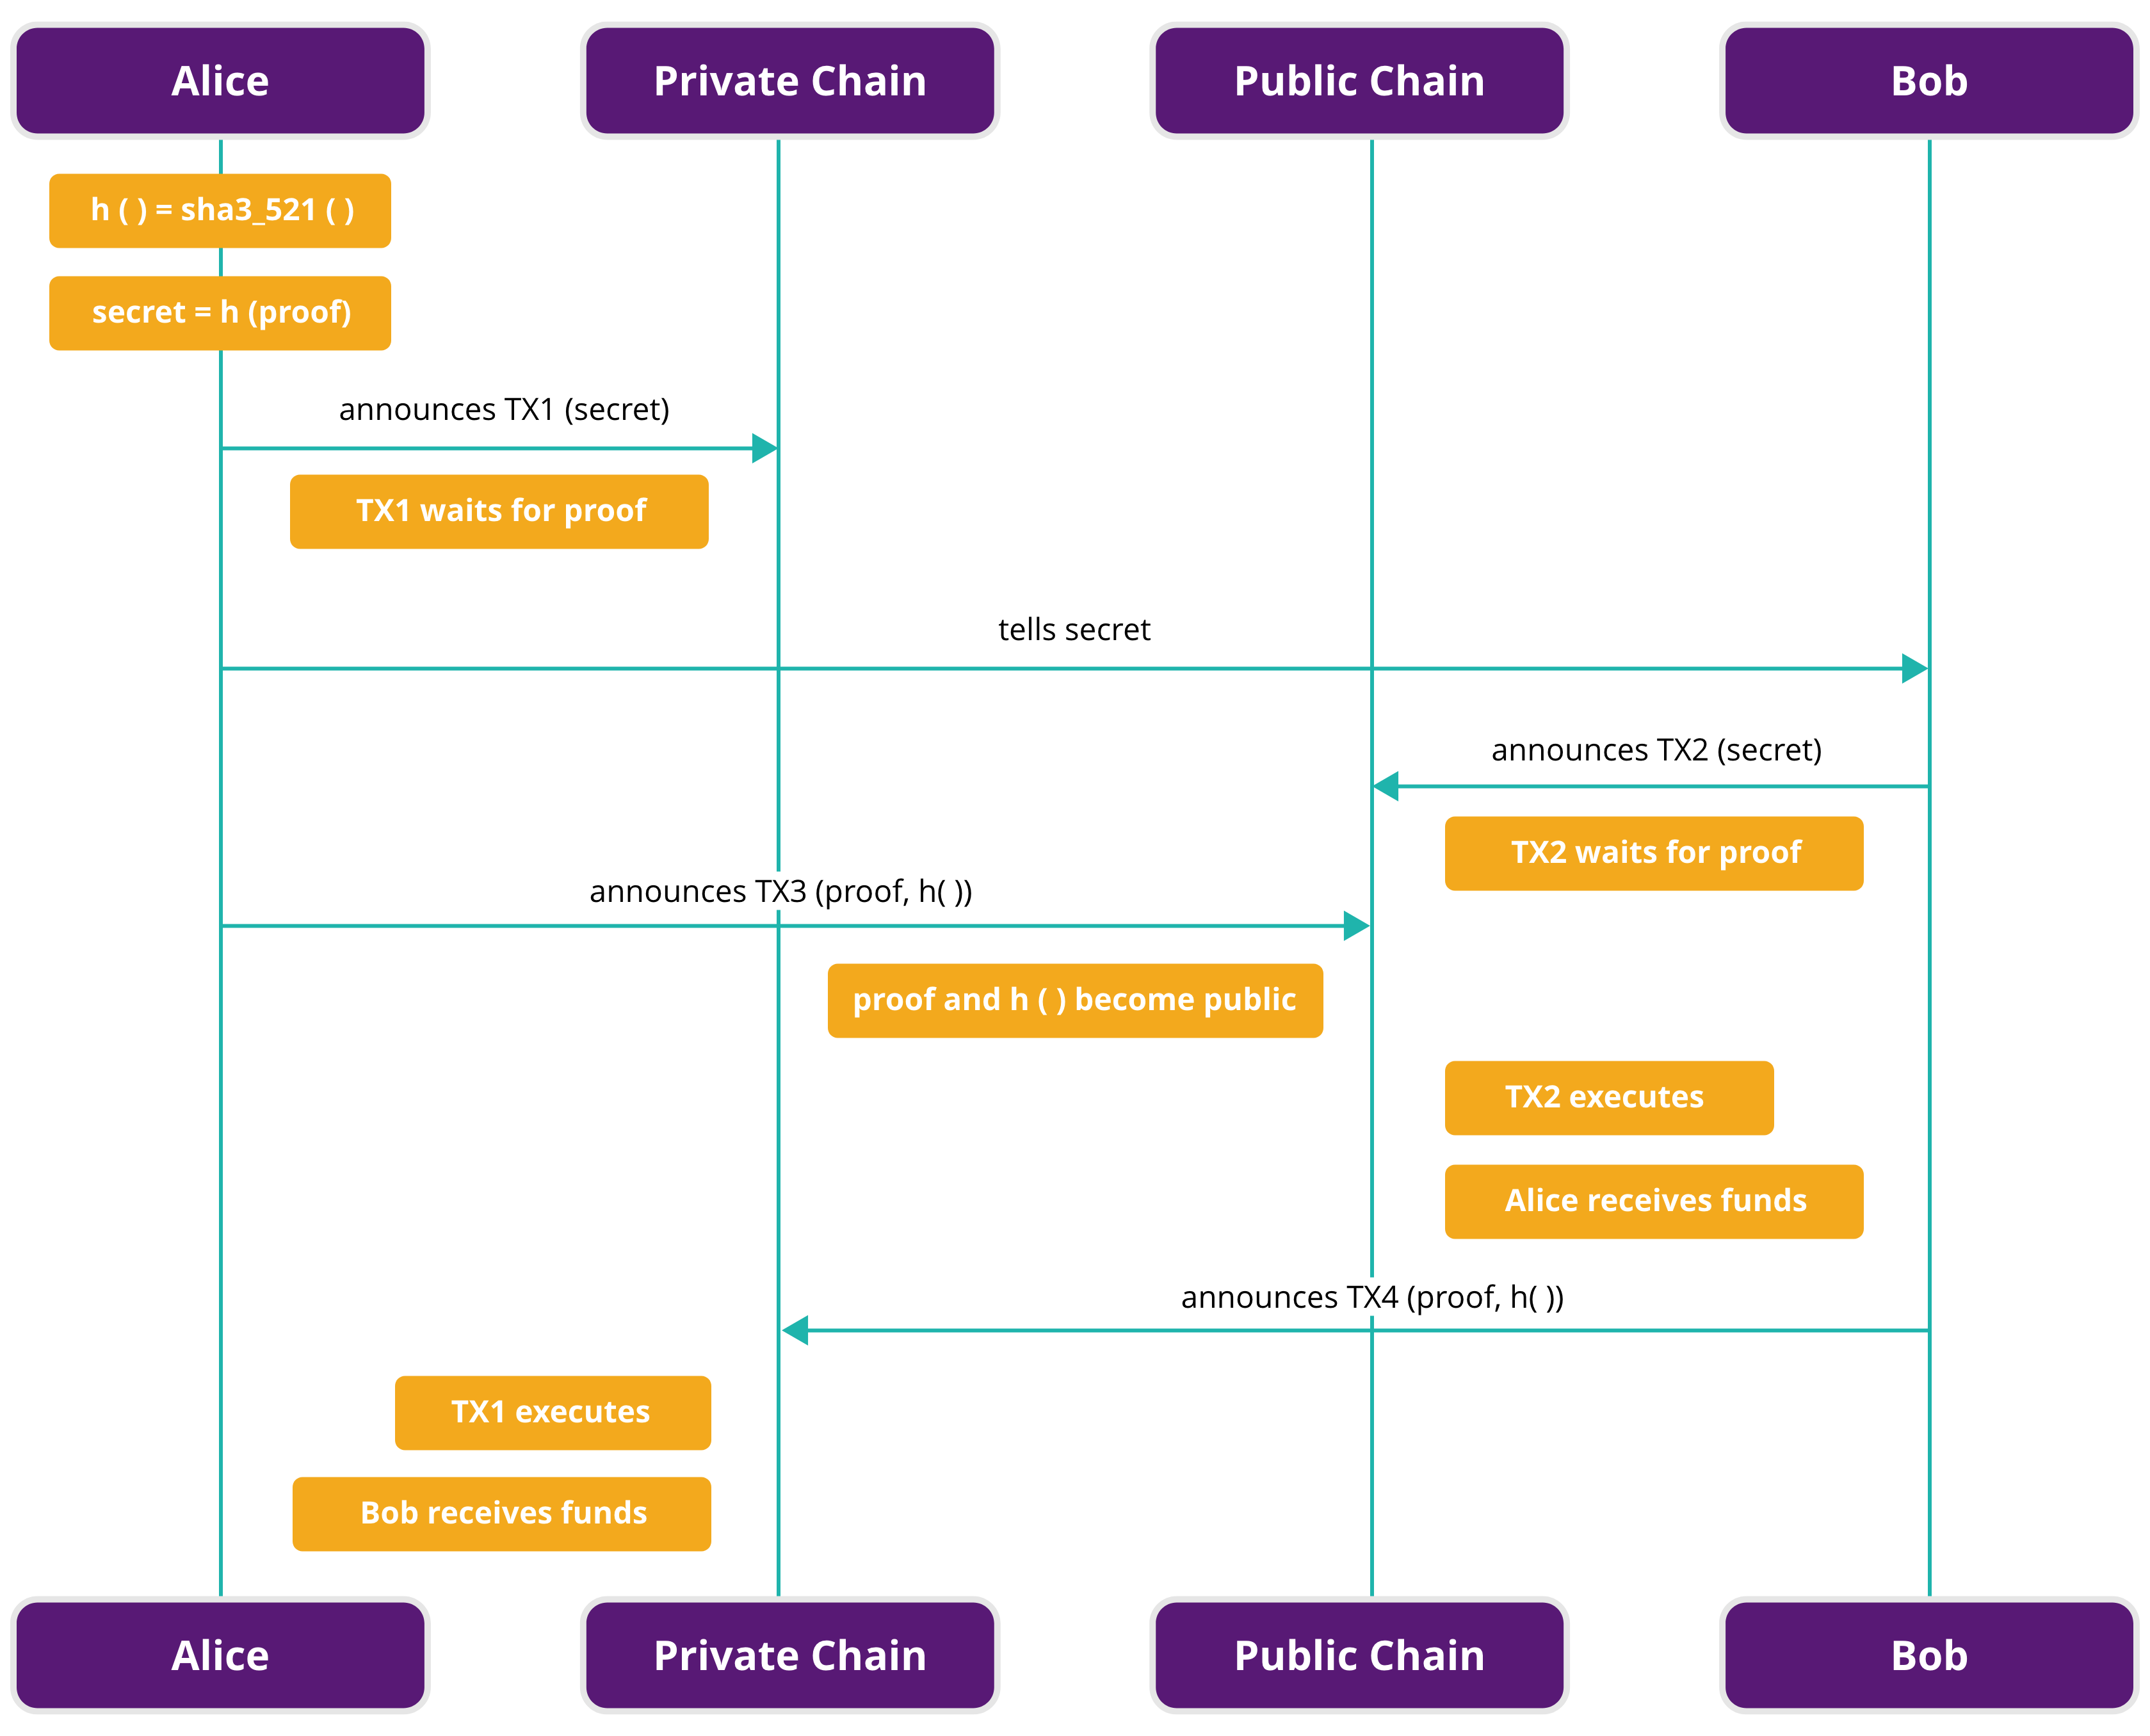 Alice
Private Chain
Public Chain
Bob
h ( ) = sha3_521 ( )
secret = h (proof)
announces TX1 (secret)
TX1 waits for proof
tells secret
announces TX2 (secret)
TX2 waits for proof
announces TX3 (proof, h( ))
proof and h ( ) become public
TX2 executes
Alice receives funds
announces TX4 (proof, h( ))
TX1 executes
Bob receives funds
Alice
Private Chain
Public Chain
Bob